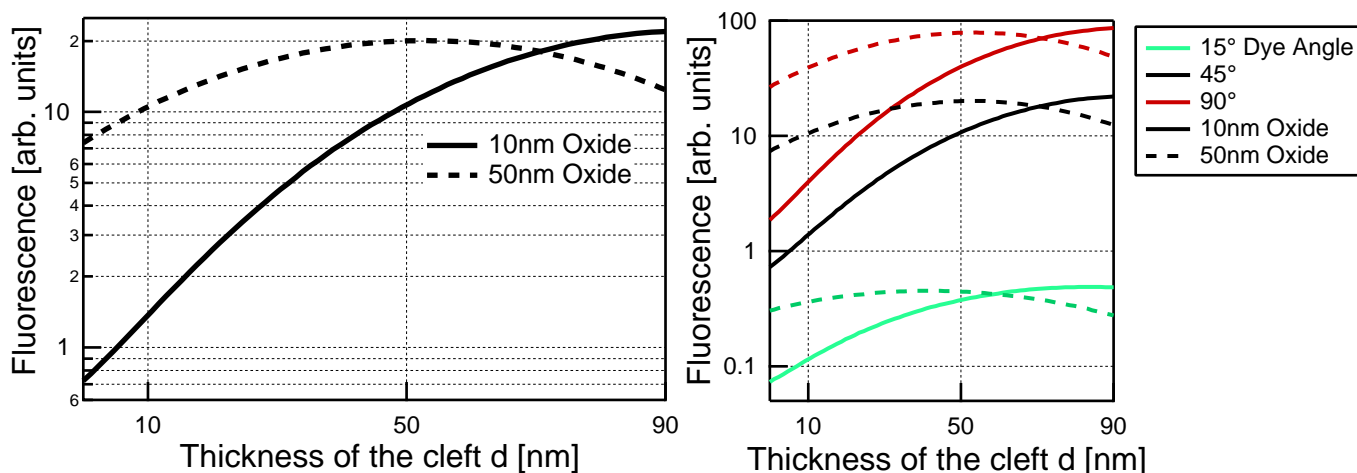 Fluorescence [arb. units]
2
10
6
5
4
3
2
1
6
10
50
90
Thickness of the cleft d [nm]
10nm Oxide
50nm Oxide
Fluorescence [arb. units]
100
10
1
0.1
10
50
90
Thickness of the cleft d [nm]
15° Dye Angle
45°
90°
10nm Oxide
50nm Oxide